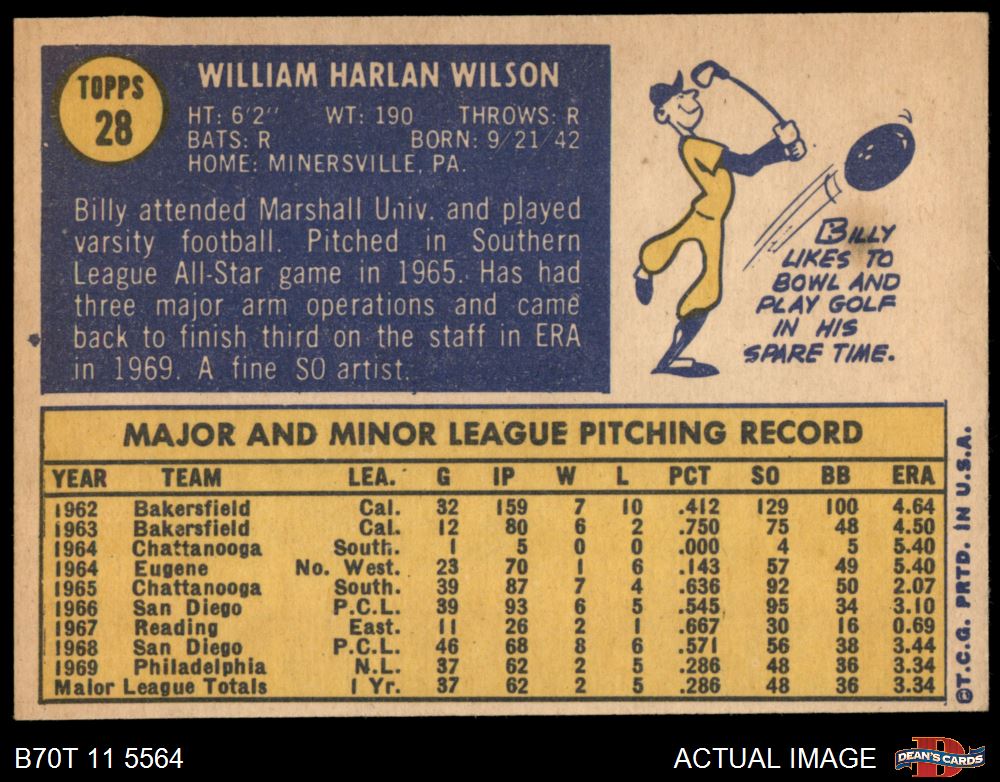 TOPPS
28
WILLIAM HARLAN WILSON
HT: 6'2" WT: 190 THROWS: R
BATS: R BORN: 9/21/42
HOME: MINERSVILLE, PA.
Billy attended Marshall Univ. and played
varsity football. Pitched in Southern
League All-Star game in 1965. Has had
three major arm operations and came
back to finish third on the staff in ERA
in 1969. A fine SO artist.
BILLY
LIKES TO
BOWL AND
PLAY GOLF
IN HIS
SPARE TIME.
MAJOR AND MINOR LEAGUE PITCHING RECORD
YEAR TEAM LEA. G IP W L PCT SO BB ERA
1962 Bakersfield Cal. 32 159 7 10 .412 129 100 4.64
1963 Bakersfield Cal. 12 80 6 2 .750 75 48 4.50
1964 Chattanooga South. 1 5 0 0 .000 4 5 5.40
1964 Eugene No. West. 23 70 1 6 .143 57 49 5.40
1965 Chattanooga South. 39 87 7 4 .636 92 50 2.07
1966 San Diego P.C.L. 39 93 6 5 .545 95 34 3.10
1967 Reading East. 11 26 2 1 .667 30 16 0.69
1968 San Diego P.C.L. 46 68 8 6 .571 56 38 3.44
1969 Philadelphia N.L. 37 62 2 5 .286 48 36 3.34
Major League Totals 1 Yr. 37 62 2 5 .286 48 36 3.34
©T.C.G. PRTD. IN U.S.A.
B70T 11 5564
ACTUAL IMAGE
D
DEAN'S CARDS